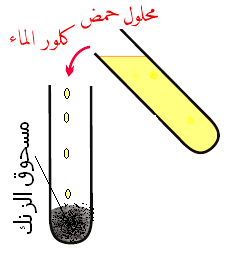 محلول حمض
كلور الماء
مسحوق الزنك